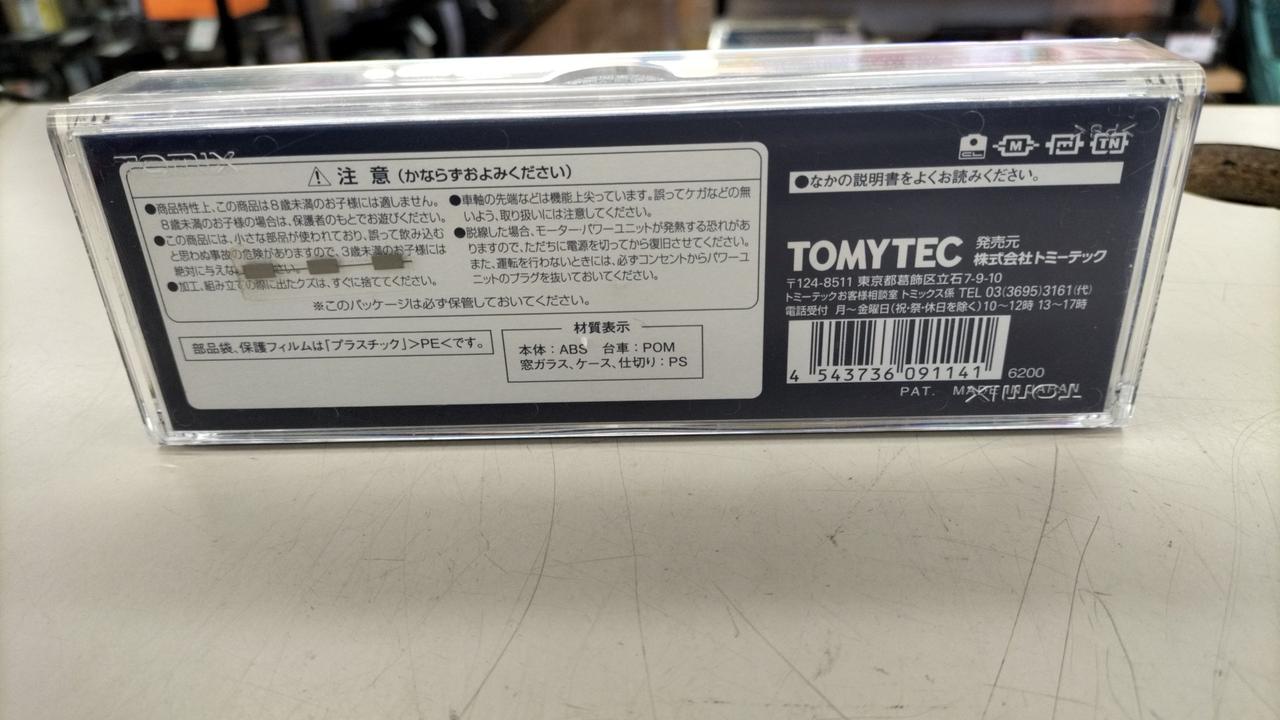 TOMIX
注意(かならずおよみください)
●商品特性上、この商品は8歳未満のお子様には適しません。
8歳未満のお子様の場合は、保護者のもとでお遊びください。
●この商品には、小さな部品が使われており、誤って飲み込む
と思わぬ事故の危険がありますので、3歳未満のお子様には
絶対に与えな さい。
●加工、組み立ての際に出たクズは、すぐに捨ててください。
●車軸の先端などは機能上尖っています。誤ってケガなどの無
いよう、取り扱いには注意してください。
●脱線した場合、モーター・パワーユニットが発熱する恐れがあ
りますので、ただちに電源を切ってから復旧させてください。
また、運転を行わないときには、必ずコンセントからパワーユ
ニットのプラグを抜いておいてください。
※このパッケージは必ず保管しておいてください。
部品袋、保護フィルムは「プラスチック」>PE<です。
材質表示
本体:ABS 台車:POM
窓ガラス、ケース、仕切り:PS
CL M TN
>PS<
●なかの説明書をよくお読みください。
TOMYTEC 発売元
株式会社トミーテック
〒124-8511 東京都葛飾区立石7-9-10
トミーテックお客様相談室 トミックス係 TEL 03(3695)3161(代)
電話受付 月~金曜日(祝・祭・休日を除く)10~12時 13~17時
4 543736 091141 6200
PAT. MADE IN JAPAN
TOMIX